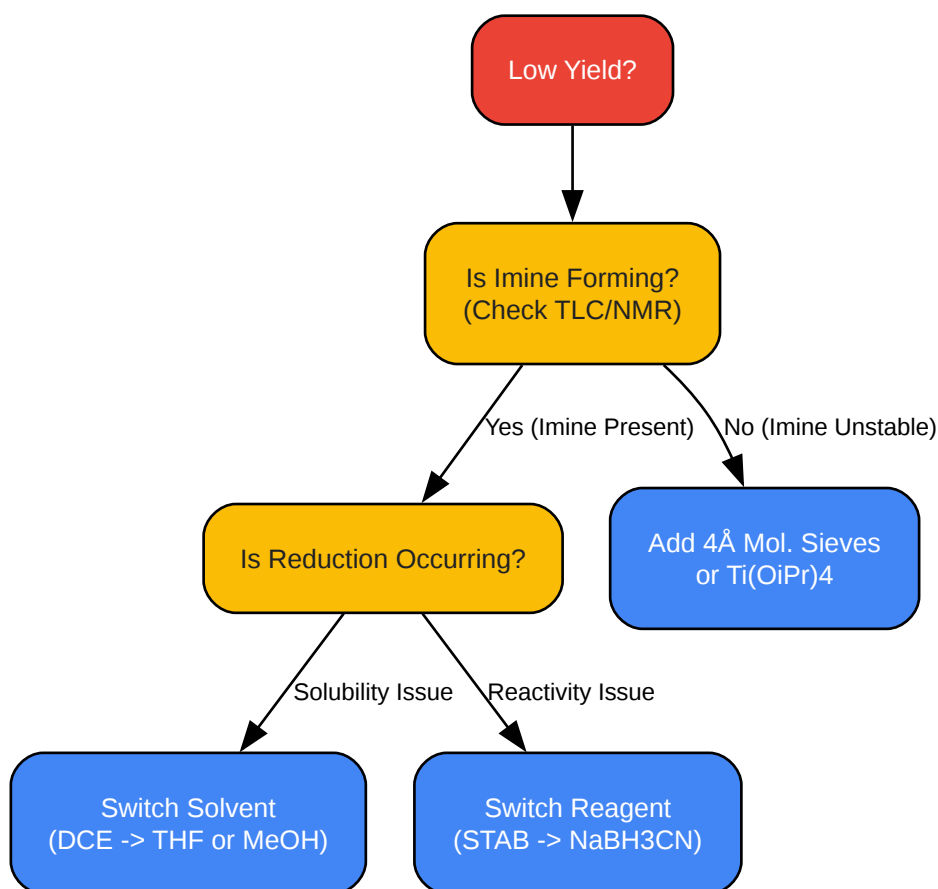 Low Yield?
Is Imine Forming?
(Check TLC/NMR)
Yes (Imine Present)
No (Imine Unstable)
Is Reduction Occurring?
Add 4Å Mol. Sieves
or Ti(OiPr)4
Solubility Issue
Reactivity Issue
Switch Solvent
(DCE -> THF or MeOH)
Switch Reagent
(STAB -> NaBH3CN)